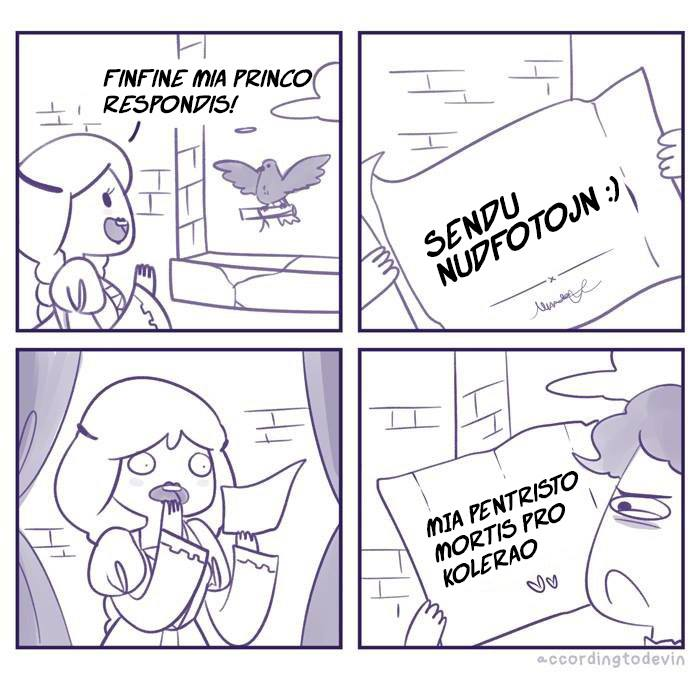 FINFINE MIA PRINCO
RESPONDIS!
SENDU
NUDFOTOJN :)
x
MIA PENTRISTO
MORTIS PRO
KOLERAO
accordingtodevin